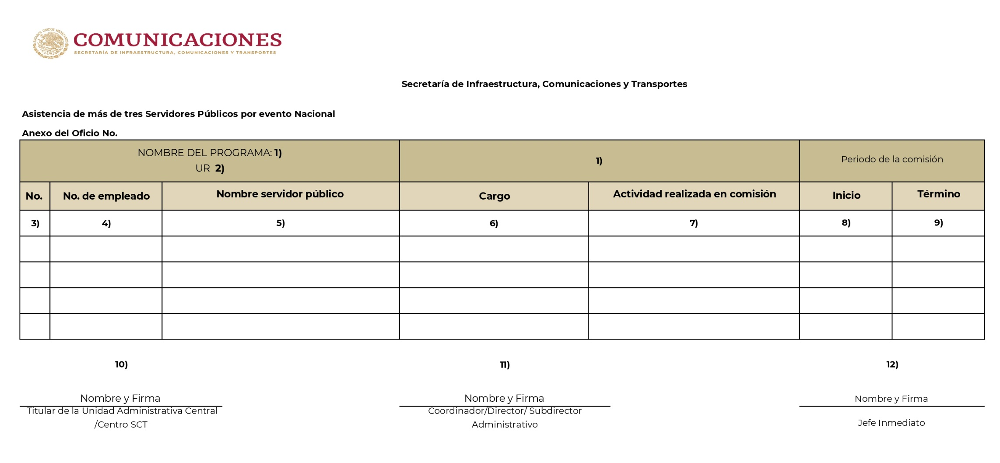 ESTADOS UNIDOS MEXICANOS
COMUNICACIONES
SECRETARÍA DE INFRAESTRUCTURA, COMUNICACIONES Y TRANSPORTES
Secretaría de Infraestructura, Comunicaciones y Transportes
Asistencia de más de tres Servidores Públicos por evento Nacional
Anexo del Oficio No.
NOMBRE DEL PROGRAMA: 1)
UR 2)
1)
Periodo de la comisión
No. No. de empleado Nombre servidor público Cargo Actividad realizada en comisión Inicio Término
3) 4) 5) 6) 7) 8) 9)
10) 11) 12)
Nombre y Firma Nombre y Firma Nombre y Firma
Titular de la Unidad Administrativa Central
/Centro SCT
Coordinador/Director/ Subdirector
Administrativo
Jefe Inmediato